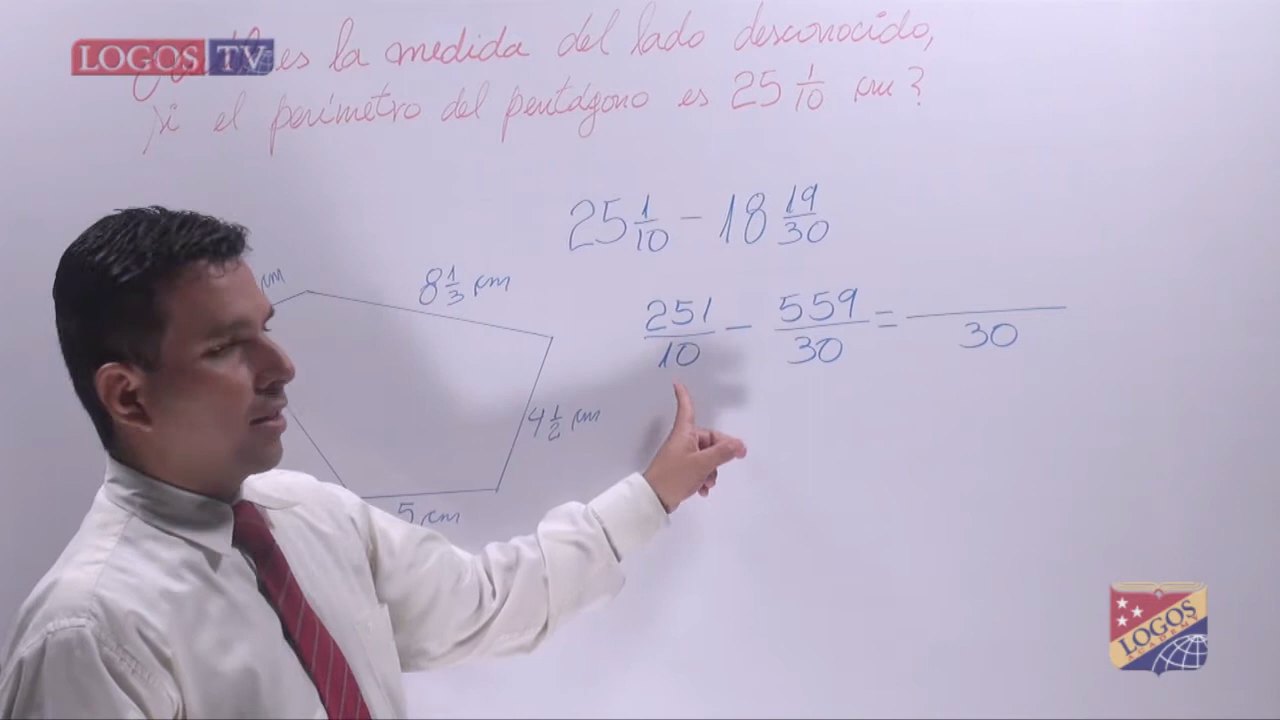 LOGOS TV
es la medida del lado desconocido,
si el perímetro del pentágono es 25 1/10 cm?
25 1/10 - 18 19/30
cm
8 1/3 cm
251/10 - 559/30 = /30
4 1/2 cm
5 cm
LOGOS
ACADEMY